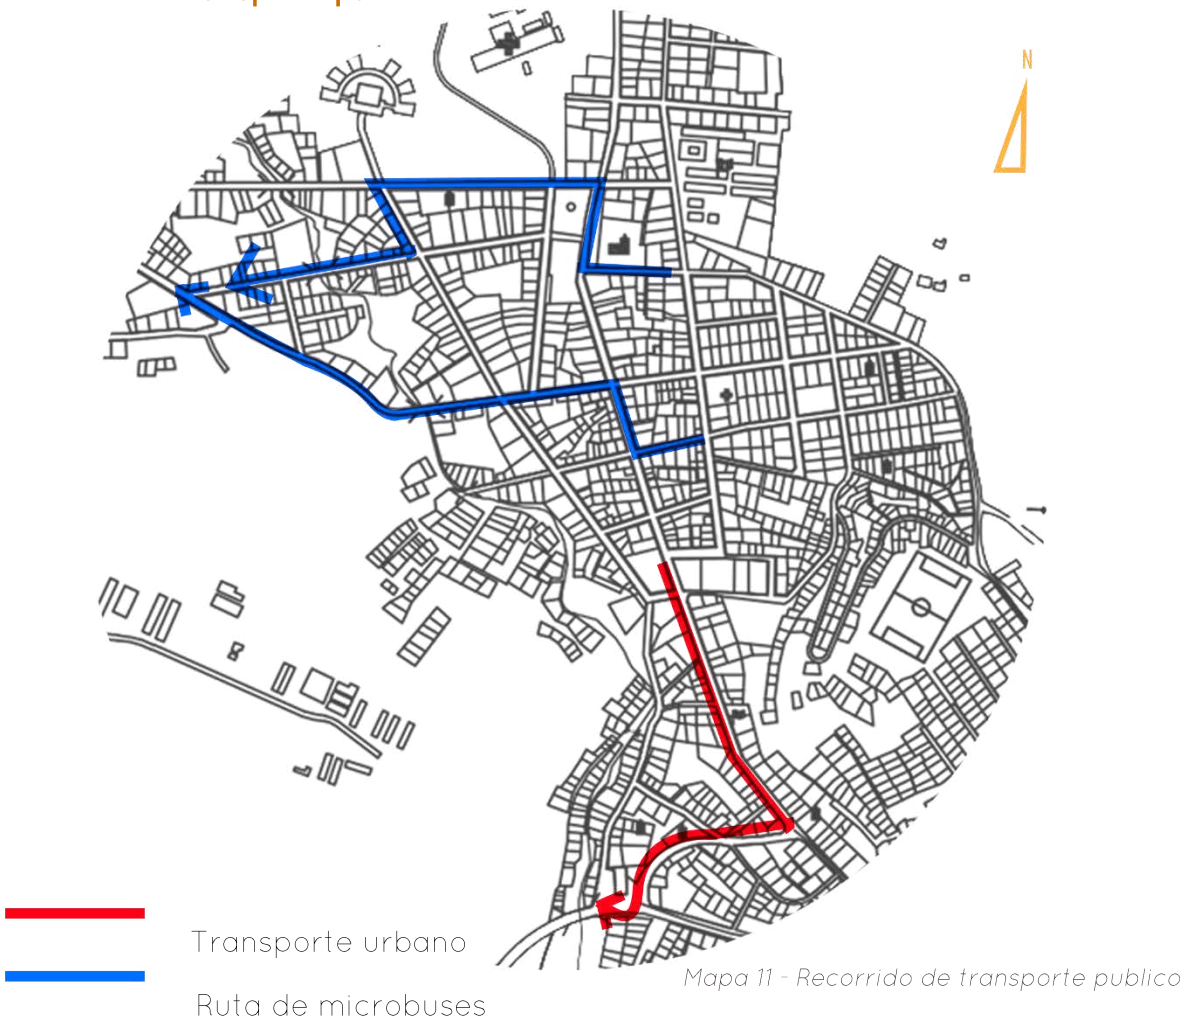 N
Transporte urbano
Mapa 11 - Recorrido de transporte publico
Ruta de microbuses